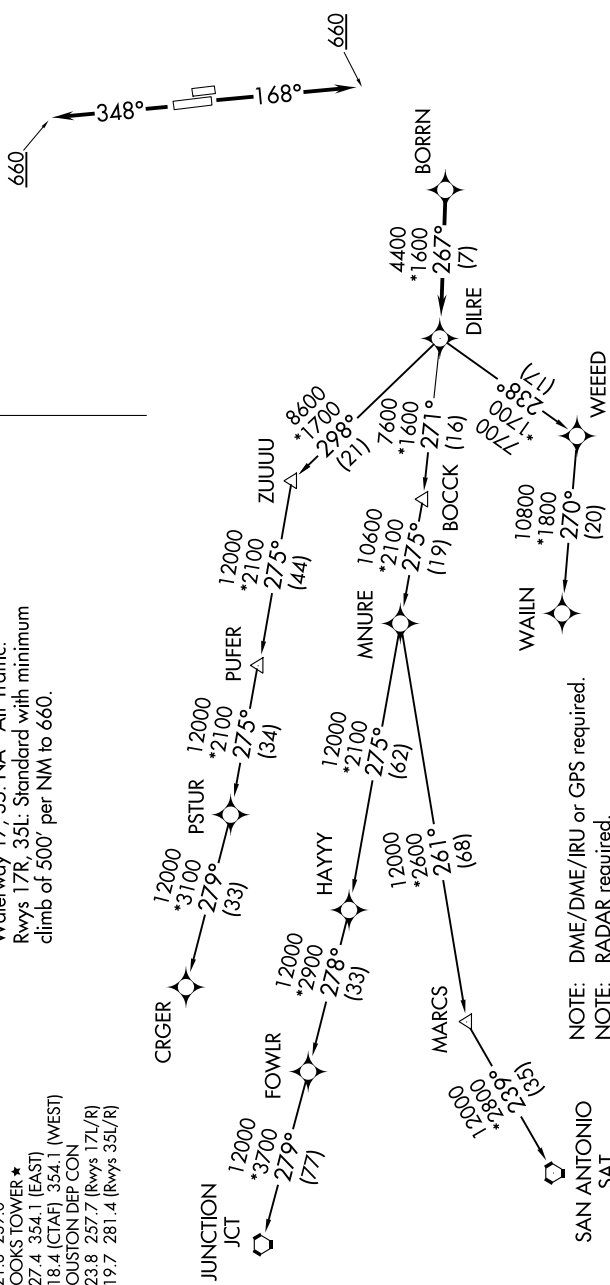 OOKS TOWER ★
27.4 354.1 (EAST)
18.4 (CTAF) 354.1 (WEST)
OUSTON DEP CON
23.8 257.7 (Rwys 17L/R)
19.7 281.4 (Rwys 35L/R)
Rwys 17R, 35L: Standard with minimum
climb of 500' per NM to 660.
660
348°
168°
660
BORRN
4400
*1600
267°
(7)
DILRE
8600
*1700
298°
(21)
ZUUUU
12000
*2100
275°
(44)
PUFER
12000
*2100
275°
(34)
PSTUR
12000
*3100
279°
(33)
CRGER
7600
*1600
271°
(16)
BOCCK
10600
*2100
275°
(19)
MNURE
12000
*2100
275°
(62)
HAYYY
12000
*2900
278°
(33)
FOWLR
12000
*3700
279°
(77)
JUNCTION
JCT
12000
*2600
261°
(68)
MARCS
12000
*2800
239°
(35)
SAN ANTONIO
SAT
7700
*1700
238°
(17)
WEEED
10800
*1800
270°
(20)
WAILN
NOTE: DME/DME/IRU or GPS required.
NOTE: RADAR required.